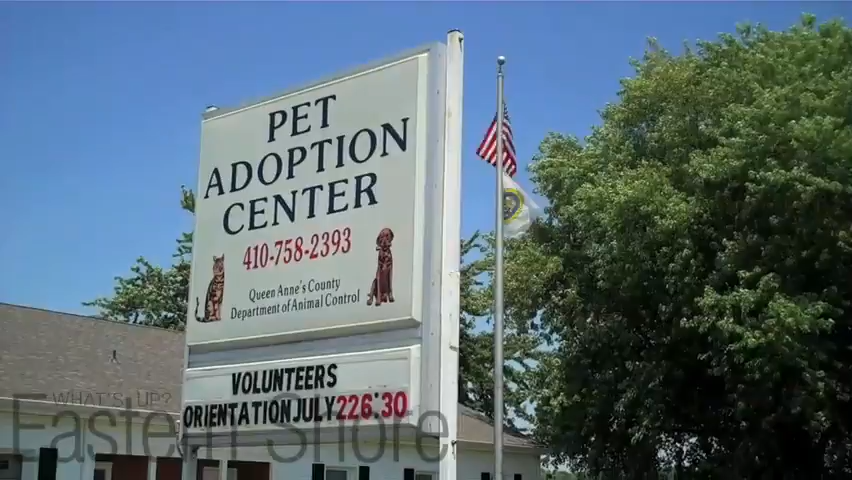 PET
ADOPTION
CENTER
410-758-2393
Queen Anne's County
Department of Animal Control
VOLUNTEERS
ORIENTATION JULY 22 6:30
WHAT'S UP?
Eastern Shore